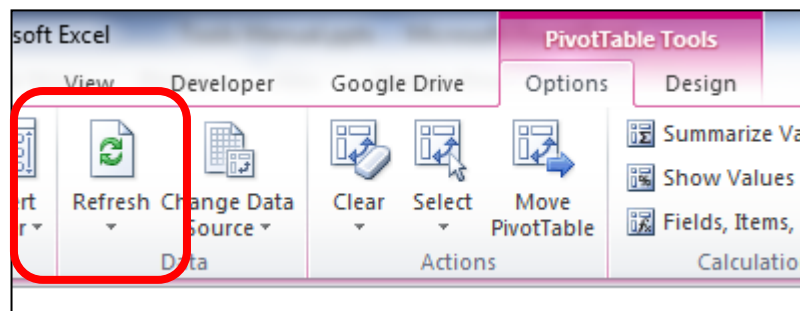 soft Excel
PivotTable Tools
View Developer Google Drive Options Design
Refresh Change Data Source
Clear Select Move PivotTable
Summarize Va
Show Values
Fields, Items,
ert
r
Data Actions Calculatio